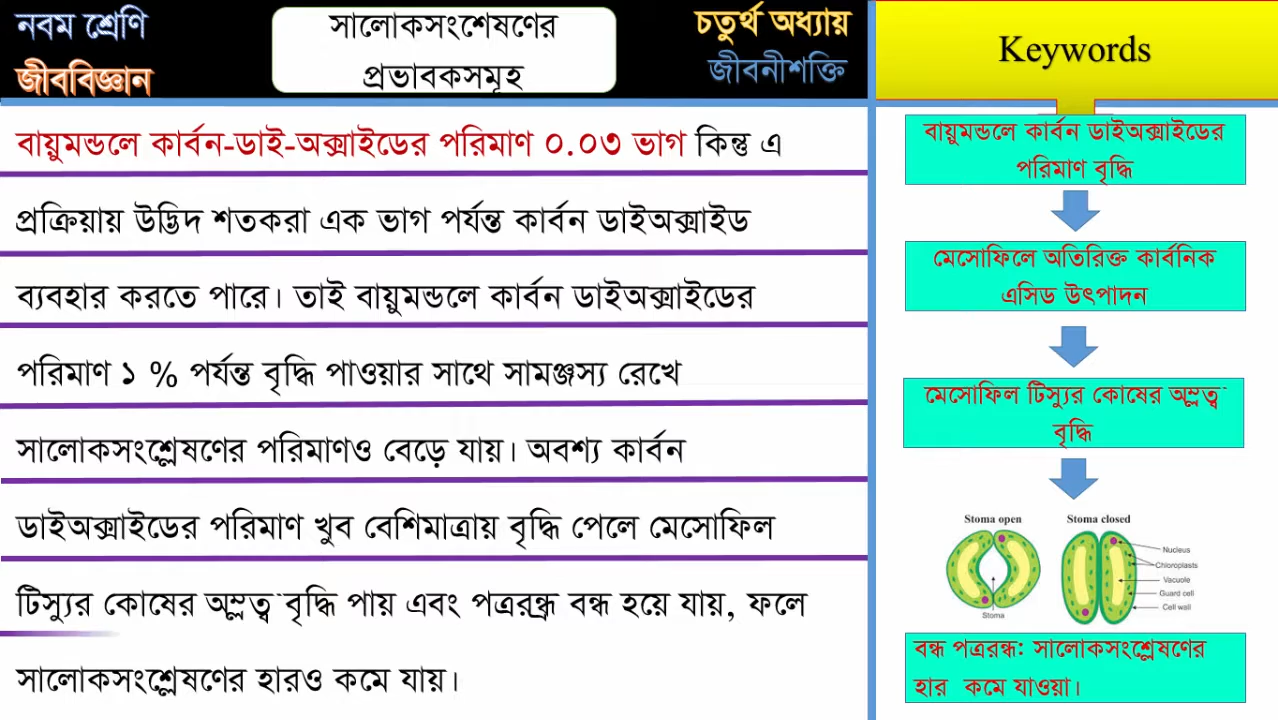 নবম শ্রেণি
জীববিজ্ঞান
সালোকসংশেষণের
প্রভাবকসমূহ
চতুর্থ অধ্যায়
জীবনীশক্তি
বায়ুমন্ডলে কার্বন-ডাই-অক্সাইডের পরিমাণ ০.০৩ ভাগ কিন্তু এ
প্রক্রিয়ায় উদ্ভিদ শতকরা এক ভাগ পর্যন্ত কার্বন ডাইঅক্সাইড
ব্যবহার করতে পারে। তাই বায়ুমন্ডলে কার্বন ডাইঅক্সাইডের
পরিমাণ ১ % পর্যন্ত বৃদ্ধি পাওয়ার সাথে সামঞ্জস্য রেখে
সালোকসংশ্লেষণের পরিমাণও বেড়ে যায়। অবশ্য কার্বন
ডাইঅক্সাইডের পরিমাণ খুব বেশিমাত্রায় বৃদ্ধি পেলে মেসোফিল
টিস্যুর কোষের অম্লত্ব বৃদ্ধি পায় এবং পত্ররন্ধ্র বন্ধ হয়ে যায়, ফলে
সালোকসংশ্লেষণের হারও কমে যায়।
Keywords
বায়ুমন্ডলে কার্বন ডাইঅক্সাইডের
পরিমাণ বৃদ্ধি
মেসোফিলে অতিরিক্ত কার্বনিক
এসিড উৎপাদন
মেসোফিল টিস্যুর কোষের অম্লত্ব
বৃদ্ধি
Stoma open
Stoma closed
Nucleus
Chloroplasts
Vacuole
Guard cell
Cell wall
Stoma
বন্ধ পত্ররন্ধ: সালোকসংশ্লেষণের
হার কমে যাওয়া।